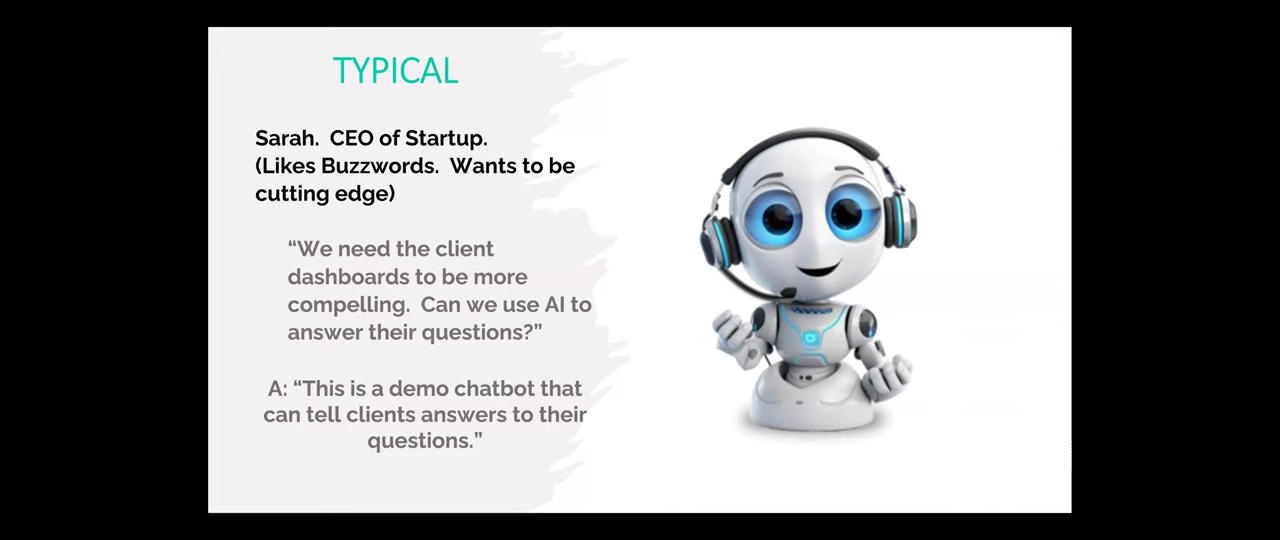 TYPICAL
Sarah.  CEO of Startup.
(Likes Buzzwords.  Wants to be
cutting edge)
“We need the client
dashboards to be more
compelling.  Can we use AI to
answer their questions?”
A: “This is a demo chatbot that
can tell clients answers to their
questions.”